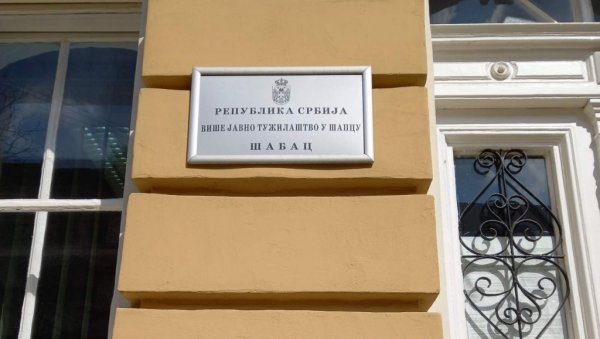 РЕПУБЛИКА СРБИЈА
ВИШЕ ЈАВНО ТУЖИЛАШТВО У ШАПЦУ
ШАБАЦ